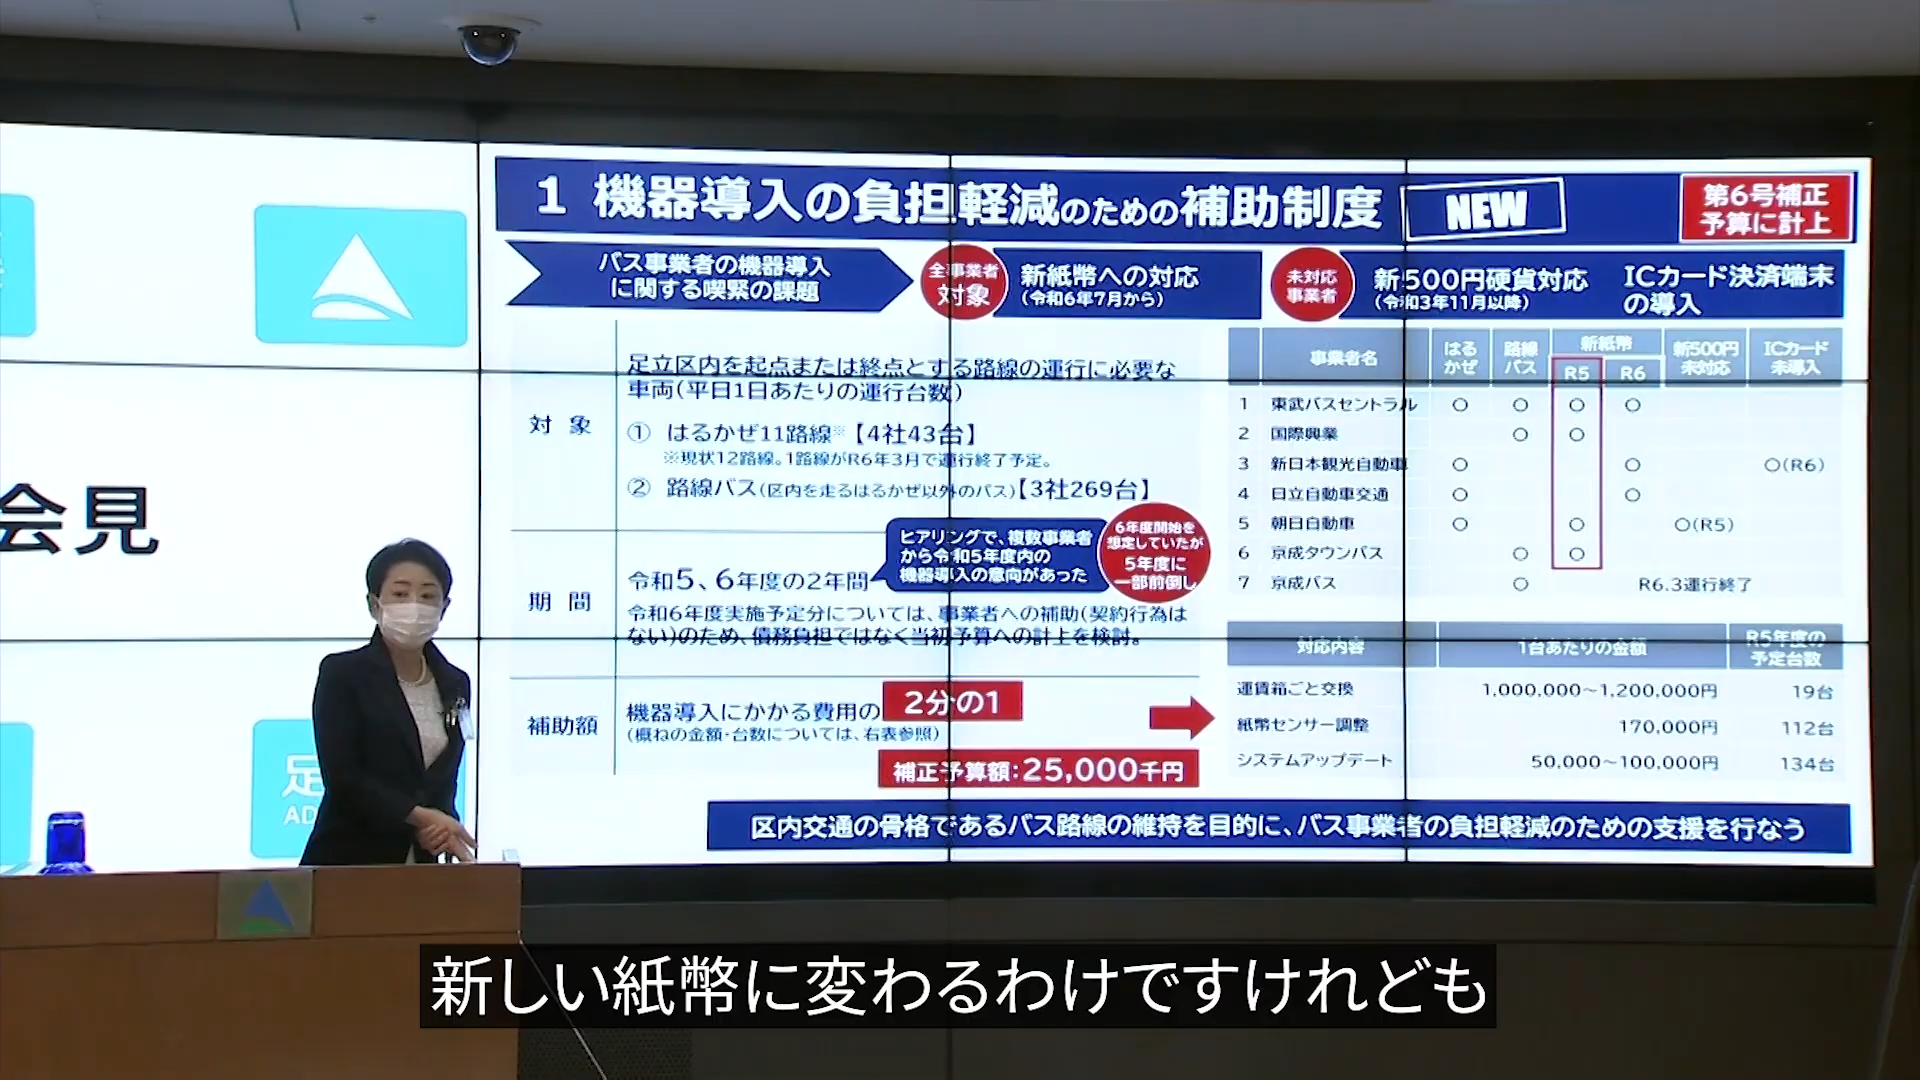 1 機器導入の負担軽減のための補助制度
NEW
第6号補正
予算に計上
バス事業者の機器導入
に関する喫緊の課題
全事業者
対象
新紙幣への対応
(令和6年7月から)
未対応
事業者
新500円硬貨対応
(令和3年11月以降)
ICカード決済端末
の導入
対象
足立区内を起点または終点とする路線の運行に必要な
車両(平日1日あたりの運行台数)
① はるかぜ11路線※【4社43台】
※現状12路線。1路線がR6年3月で運行終了予定。
② 路線バス(区内を走るはるかぜ以外のバス)【3社269台】
期間
令和5、6年度の2年間
ヒアリングで、複数事業者
から令和5年度内の
機器導入の意向があった
6年度開始を
想定していたが
5年度に
一部前倒し
令和6年度実施予定分については、事業者への補助(契約行為は
ない)のため、債務負担ではなく当初予算への計上を検討。
補助額
機器導入にかかる費用の 2分の1
(概ねの金額・台数については、右表参照)
補正予算額:25,000千円
事業者名 はるかぜ 路線バス 新紙幣 R5 R6 新500円未対応 ICカード未導入
1 東武バスセントラル ○ ○ ○ ○
2 国際興業 ○ ○
3 新日本観光自動車 ○ ○ ○(R6)
4 日立自動車交通 ○ ○
5 朝日自動車 ○ ○ ○(R5)
6 京成タウンバス ○ ○
7 京成バス ○ R6.3運行終了
対応内容 1台あたりの金額 R5年度の予定台数
運賃箱ごと交換 1,000,000~1,200,000円 19台
紙幣センサー調整 170,000円 112台
システムアップデート 50,000~100,000円 134台
区内交通の骨格であるバス路線の維持を目的に、バス事業者の負担軽減のための支援を行なう
会見
足
AD
新しい紙幣に変わるわけですけれども